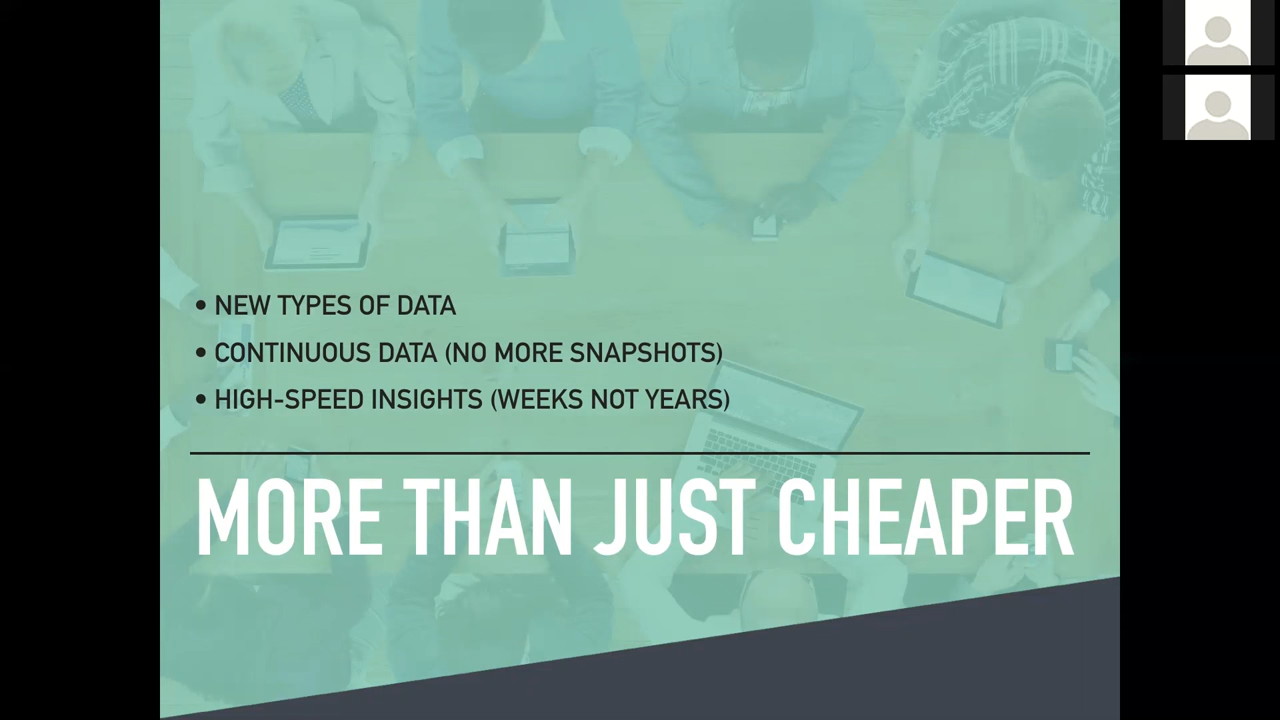 • NEW TYPES OF DATA
• CONTINUOUS DATA (NO MORE SNAPSHOTS)
• HIGH-SPEED INSIGHTS (WEEKS NOT YEARS)
MORE THAN JUST CHEAPER